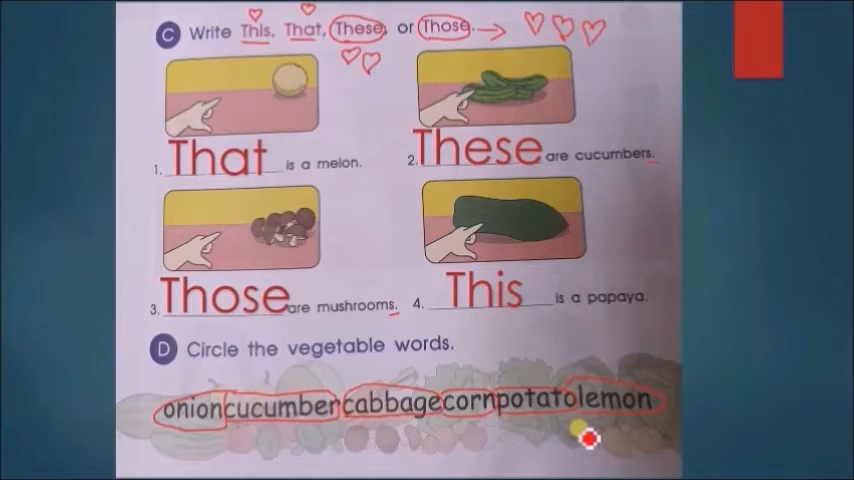 C Write This, That, These, or Those.
1. That is a melon.
2. These are cucumbers.
3. Those are mushrooms.
4. This is a papaya.
D Circle the vegetable words.
onioncucumbercabbagecornpotatolemon